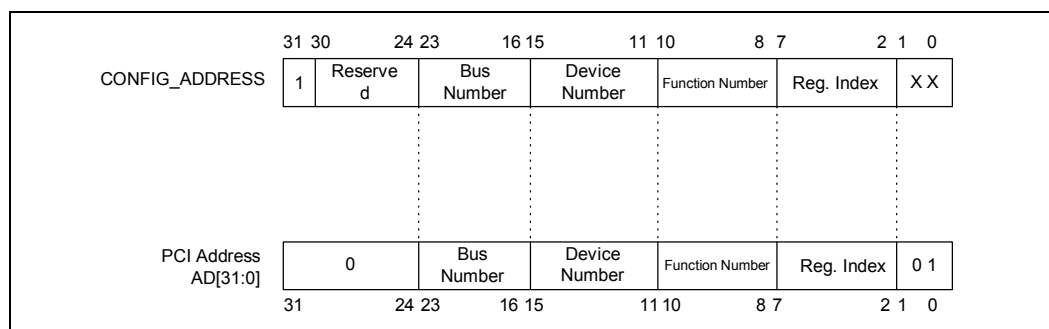 31 30 24 23 16 15 11 10 8 7 2 1 0
CONFIG_ADDRESS 1 Reserve Bus Device Function Number Reg. Index X X
d Number Number
PCI Address 0 Bus Device Function Number Reg. Index 0 1
AD[31:0] Number Number
31 24 23 16 15 11 10 8 7 2 1 0